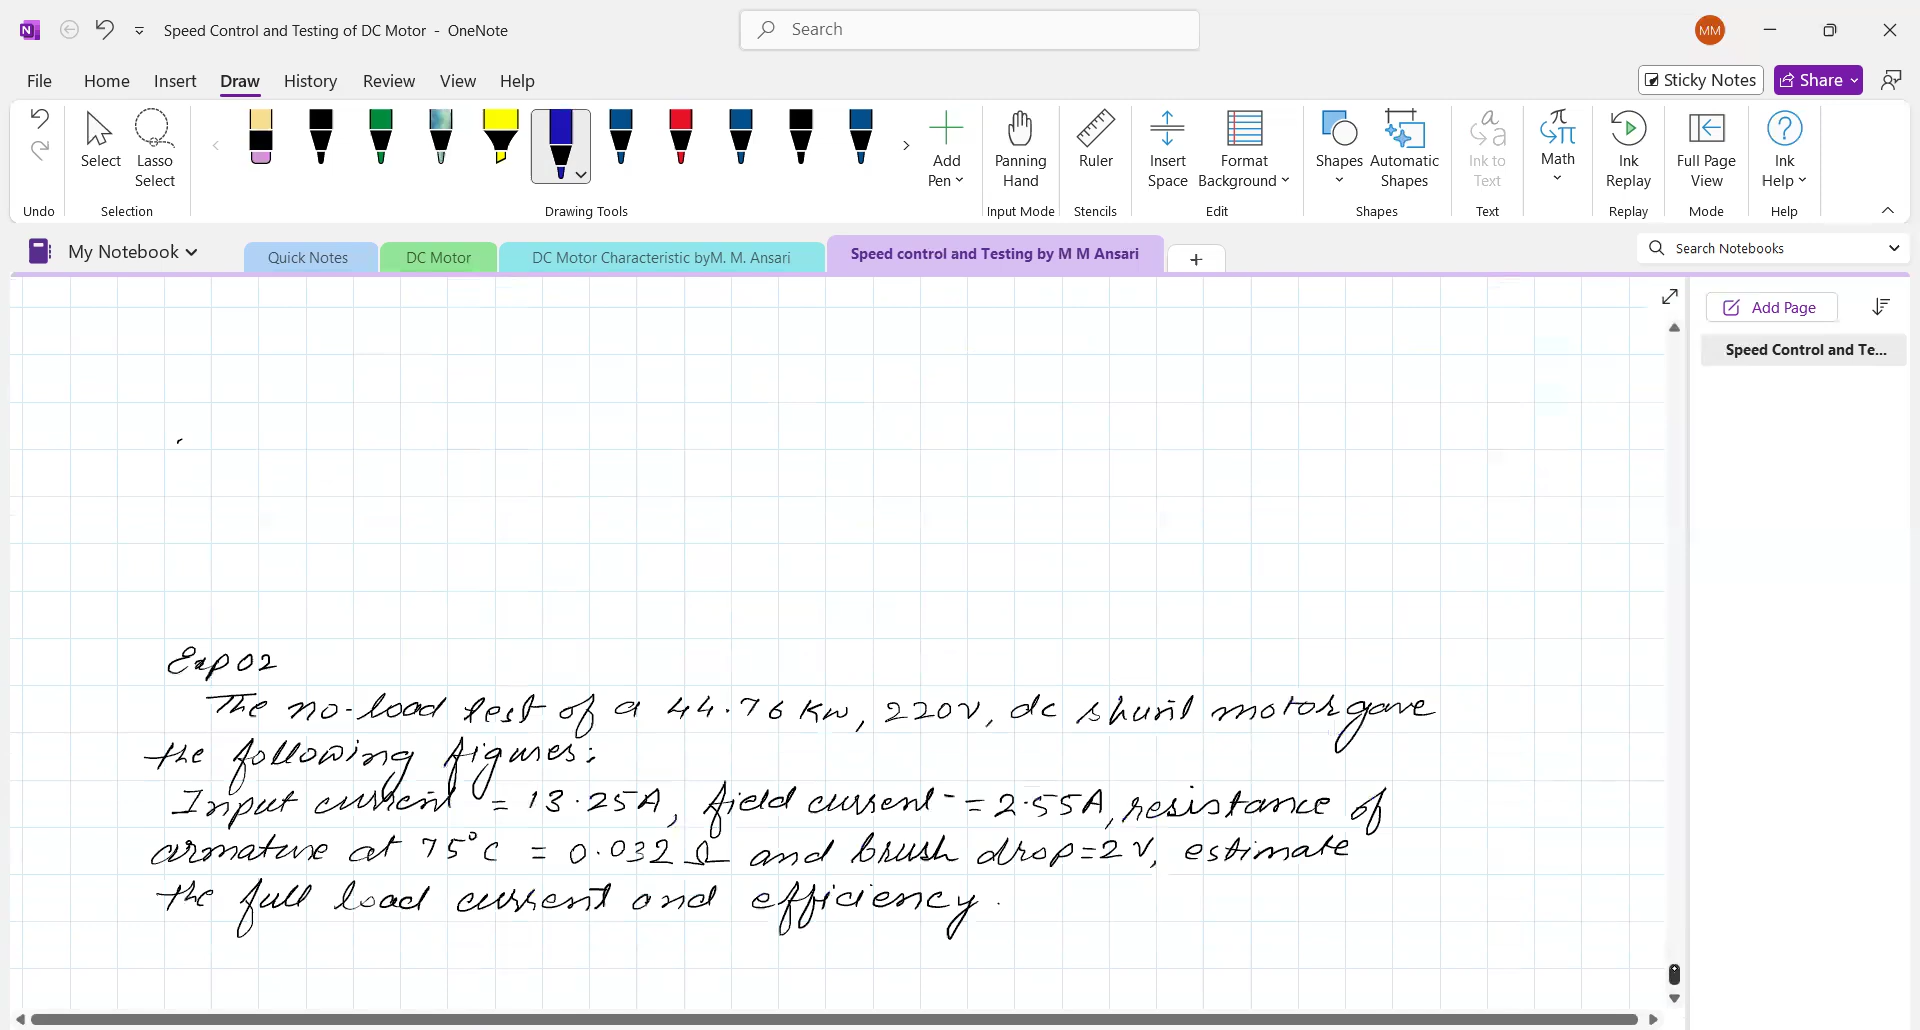 Speed Control and Testing of DC Motor - OneNote
Search
MM
File Home Insert Draw History Review View Help
Sticky Notes Share
Select Lasso Select Add Pen Panning Hand Ruler Insert Space Format Background Shapes Automatic Shapes Ink to Text Math Ink Replay Full Page View Ink Help
Undo Selection Drawing Tools Input Mode Stencils Edit Shapes Text Replay Mode Help
My Notebook Quick Notes DC Motor DC Motor Characteristic byM. M. Ansari Speed control and Testing by M M Ansari + Search Notebooks
Add Page
Speed Control and Te...
Exp 02
The no-load test of a 44.76 KW, 220V, dc shunt motor gave
the following figures:
Input current = 13.25A, field current = 2.55A, resistance of
armature at 75°C = 0.032 Ω and brush drop=2V, estimate
the full load current and efficiency.